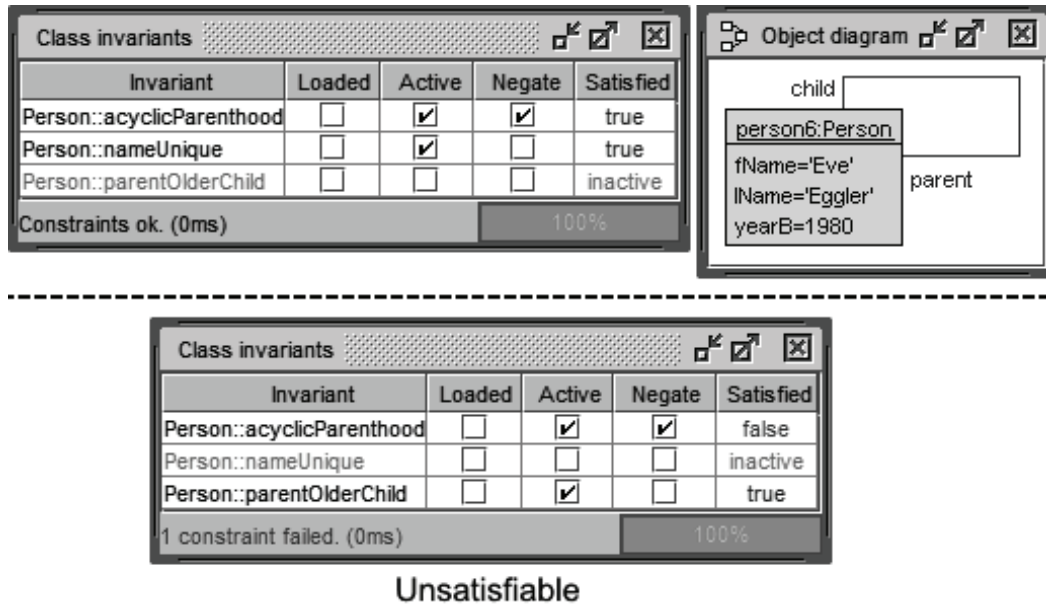 Class invariants
Invariant Loaded Active Negate Satisfied
Person::acyclicParenthood true
Person::nameUnique true
Person::parentOlderChild inactive
Constraints ok. (0ms) 100%
Object diagram
child
person6:Person
fName='Eve'
lName='Eggler'
yearB=1980
parent
Class invariants
Invariant Loaded Active Negate Satisfied
Person::acyclicParenthood false
Person::nameUnique inactive
Person::parentOlderChild true
1 constraint failed. (0ms) 100%
Unsatisfiable